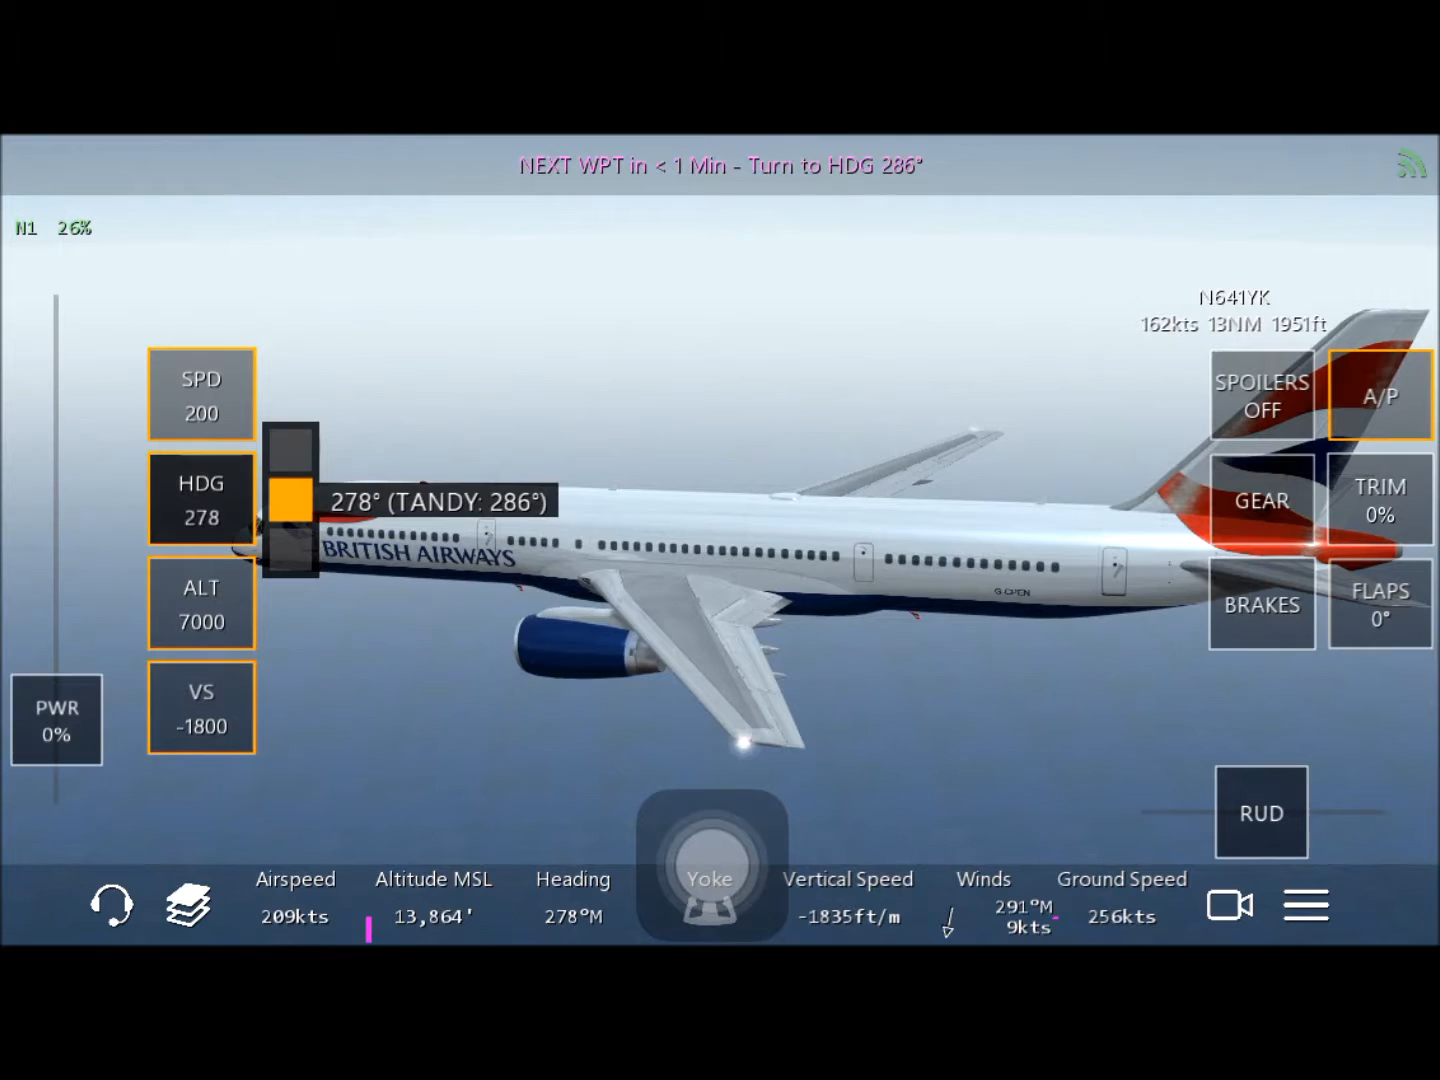 NEXT WPT in < 1 Min - Turn to HDG 286°
N1 26%
N641YK
162kts 13NM 1951ft
SPD
200
HDG
278
278° (TANDY: 286°)
ALT
7000
VS
-1800
PWR
0%
SPOILERS
OFF
A/P
GEAR
TRIM
0%
BRAKES
FLAPS
0°
BRITISH AIRWAYS
G-CPEN
RUD
Yoke
Airspeed
209kts
Altitude MSL
13,864'
Heading
278°M
Vertical Speed
-1835ft/m
Winds
291°M
9kts
Ground Speed
256kts